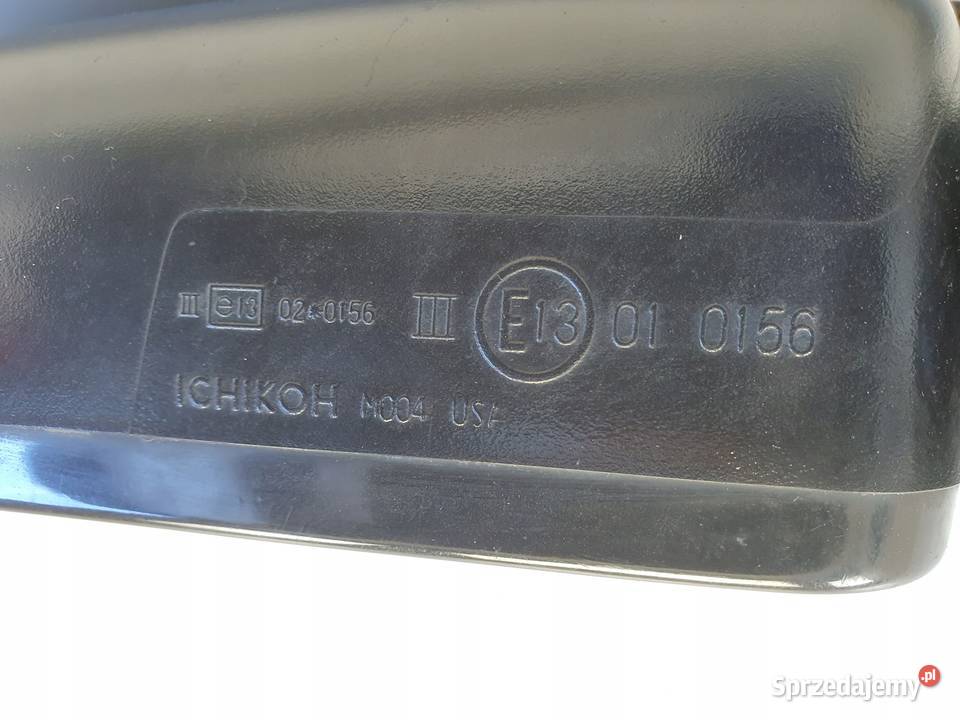 III e13 02*0156 III E13 01 0156
ICHIKOH M004 USA
Sprzedajemy.pl